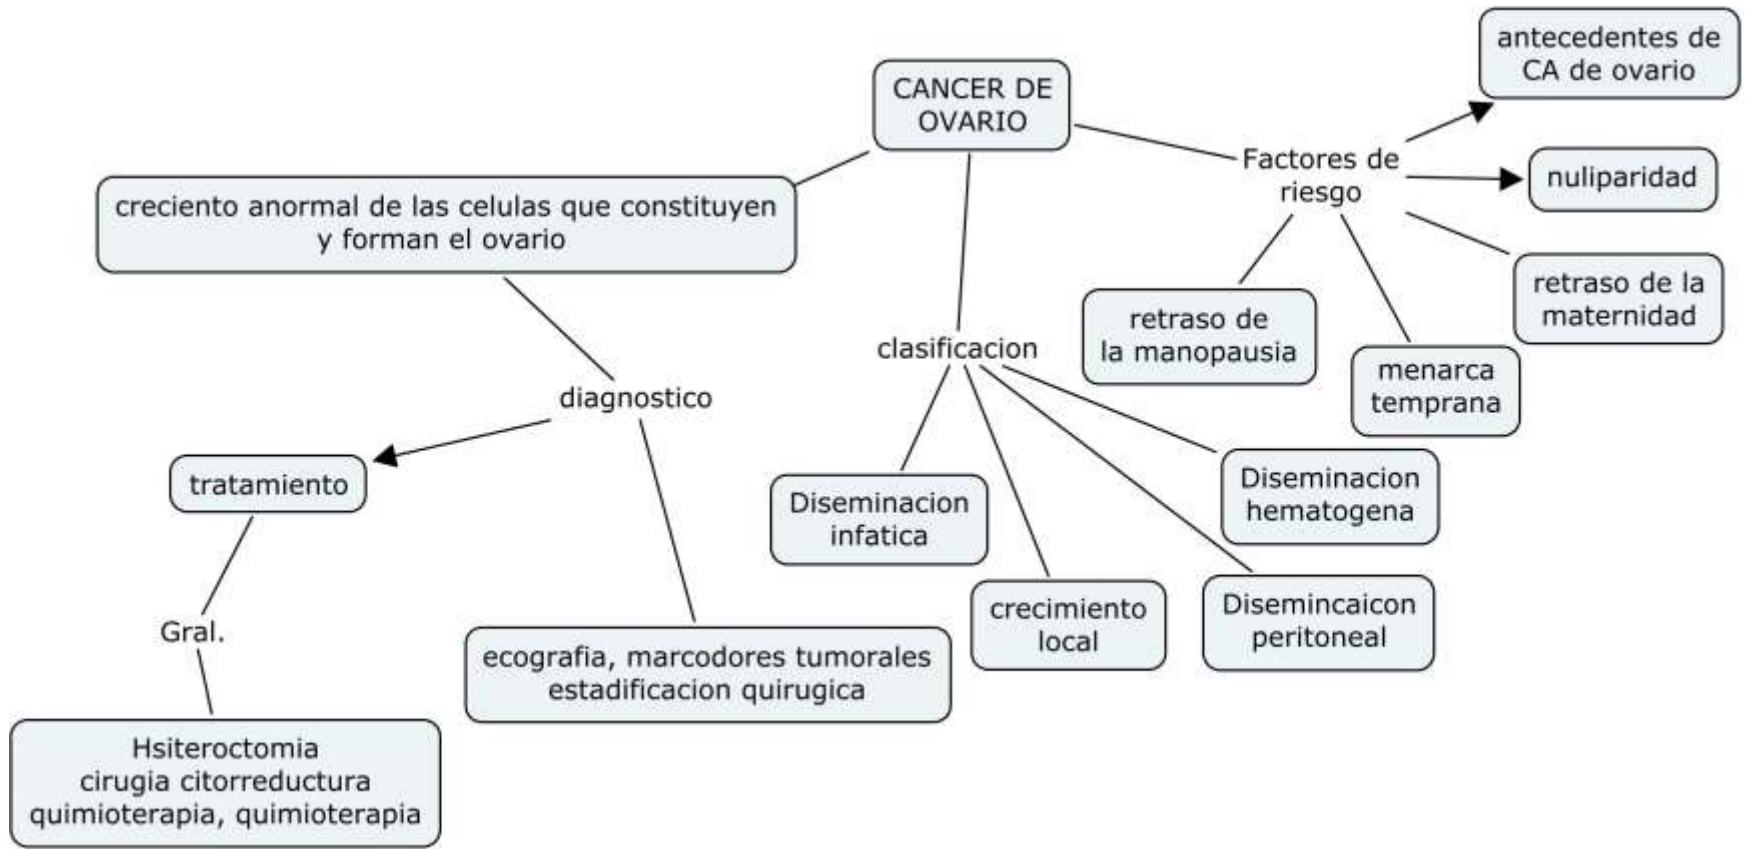 CANCER DE
OVARIO
creciento anormal de las celulas que constituyen
y forman el ovario
diagnostico
tratamiento
Gral.
Hsiteroctomia
cirugia citorreductura
quimioterapia, quimioterapia
ecografia, marcodores tumorales
estadificacion quirugica
clasificacion
Diseminacion
infatica
crecimiento
local
Disemincaicon
peritoneal
Diseminacion
hematogena
Factores de
riesgo
antecedentes de
CA de ovario
nuliparidad
retraso de la
maternidad
menarca
temprana
retraso de
la manopausia